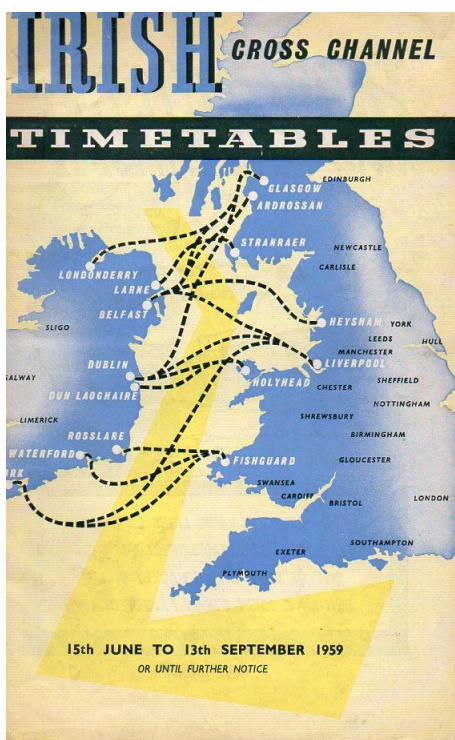 IRISH CROSS CHANNEL
TIMETABLES
GLASGOW
EDINBURGH
ARDROSSAN
STRANRAER
NEWCASTLE
CARLISLE
LONDONDERRY
LARNE
BELFAST
HEYSHAM
YORK
SLIGO
LEEDS
HULL
MANCHESTER
DUBLIN
LIVERPOOL
GALWAY
HOLYHEAD
SHEFFIELD
DUN LAOGHAIRE
CHESTER
NOTTINGHAM
LIMERICK
SHREWSBURY
ROSSLARE
BIRMINGHAM
WATERFORD
FISHGUARD
GLOUCESTER
RK
SWANSEA
CARDIFF
BRISTOL
LONDON
SOUTHAMPTON
EXETER
PLYMOUTH
15th JUNE TO 13th SEPTEMBER 1959
OR UNTIL FURTHER NOTICE